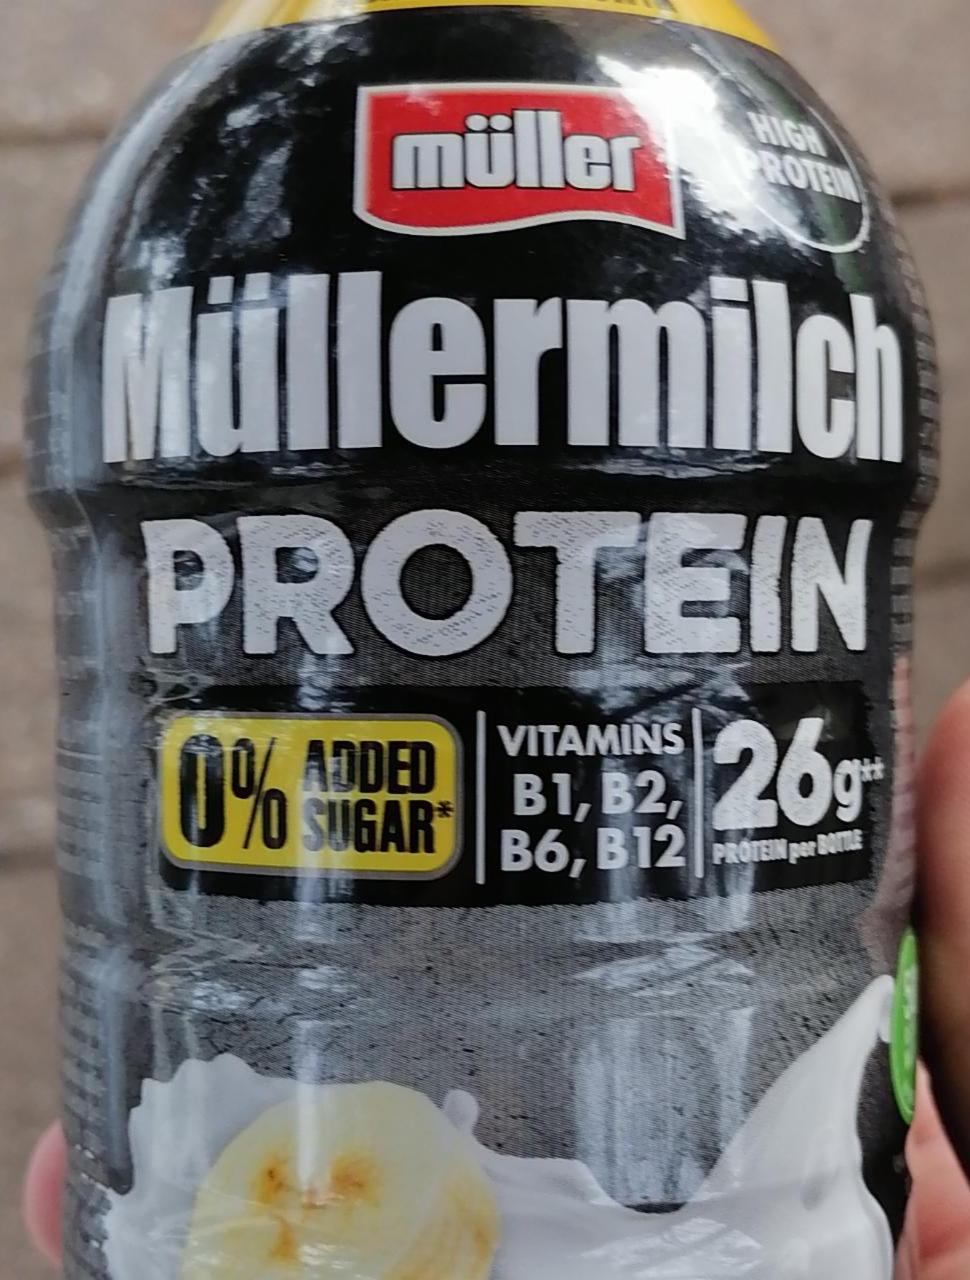 müller
HIGH
PROTEIN
Müllermilch
PROTEIN
0% ADDED
SUGAR*
VITAMINS
B1, B2,
B6, B12
26g**
PROTEIN per BOTTLE